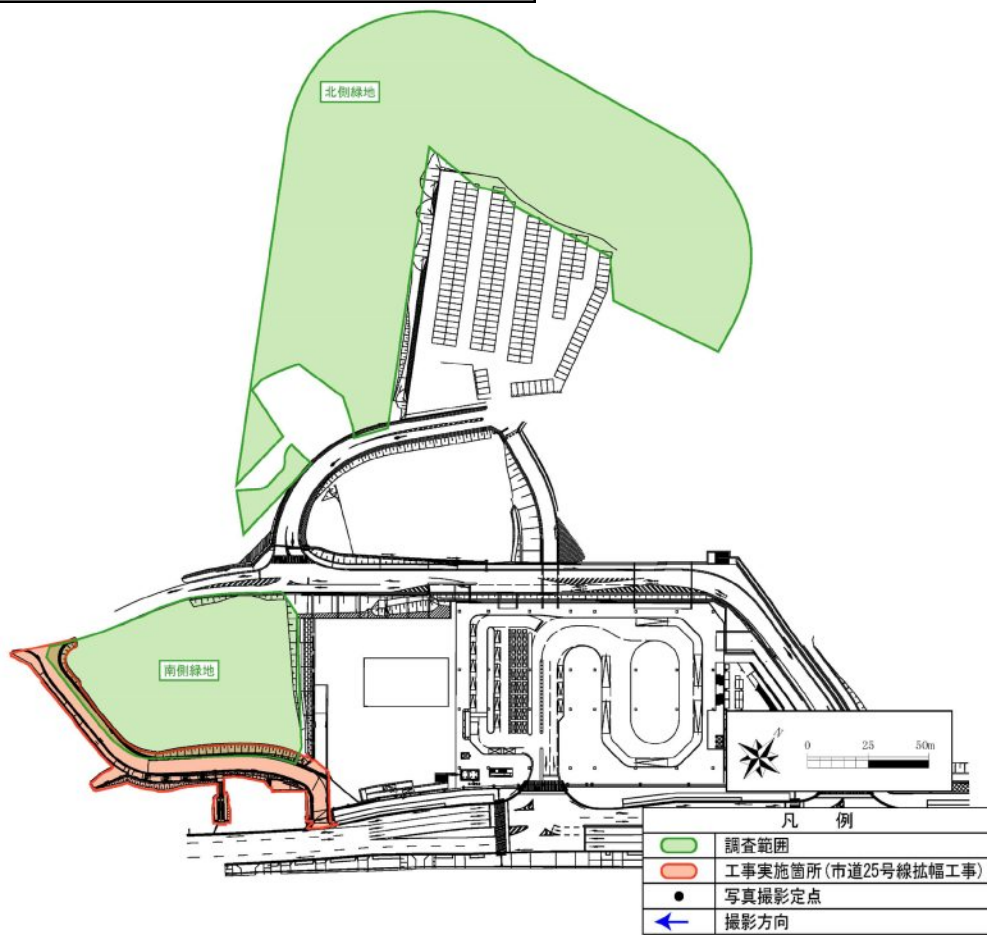 北側緑地
南側緑地
N
0 25 50m
凡 例
調査範囲
工事実施箇所(市道25号線拡幅工事)
写真撮影定点
撮影方向